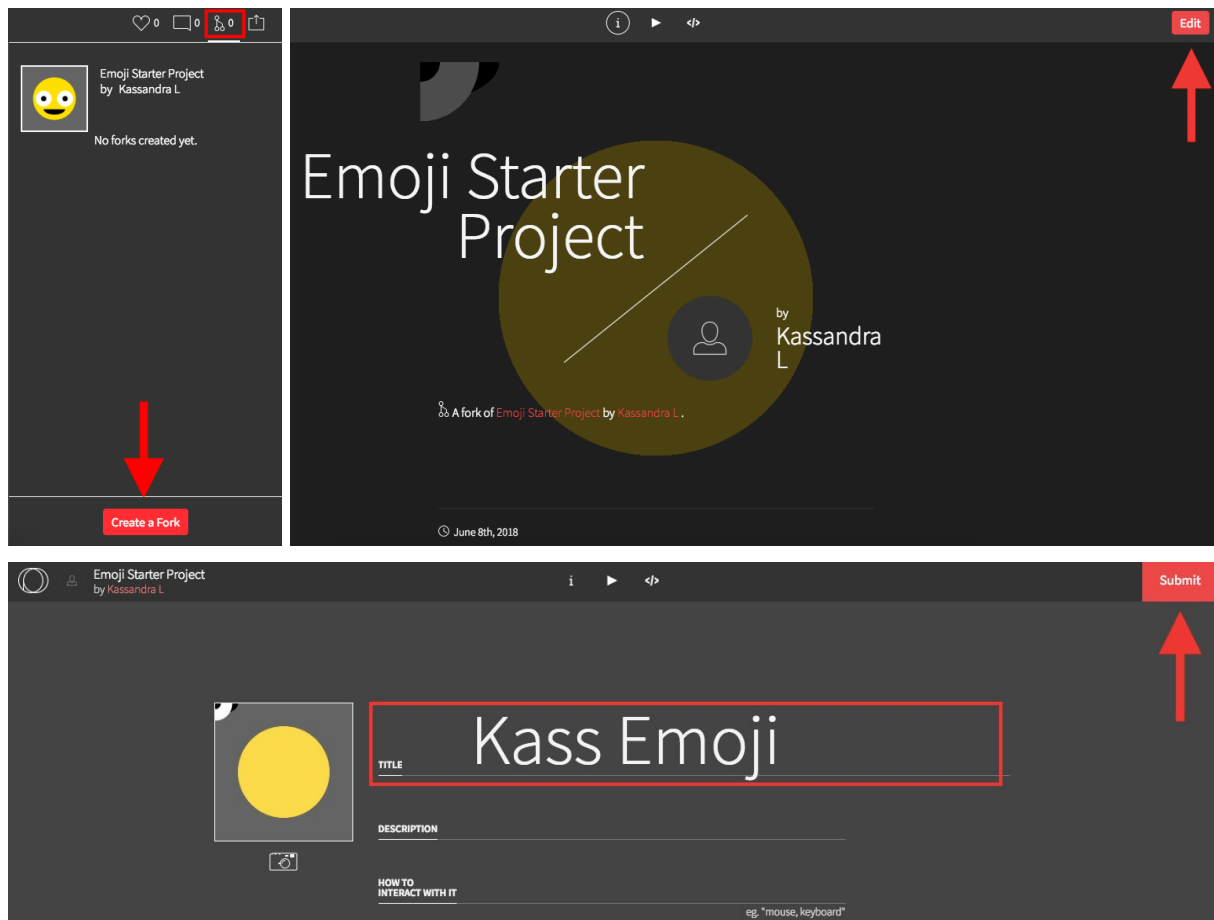 0 0 0
Emoji Starter Project
by Kassandra L
No forks created yet.
Create a Fork
i </>
Edit
Emoji Starter
Project
by
Kassandra
L
A fork of Emoji Starter Project by Kassandra L .
June 8th, 2018
Emoji Starter Project
by Kassandra L
i </>
Submit
TITLE Kass Emoji
DESCRIPTION
HOW TO
INTERACT WITH IT
eg. "mouse, keyboard"